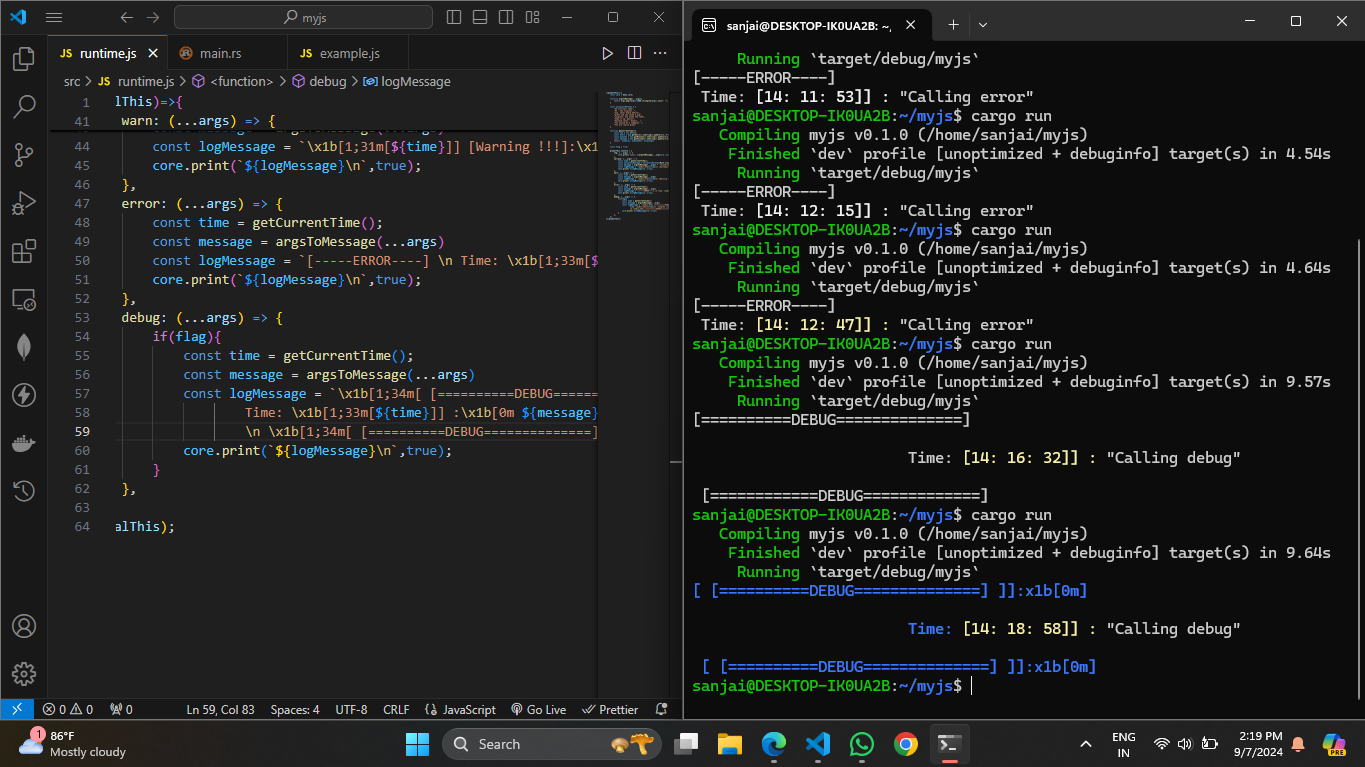 myjs
JS runtime.js
main.rs
JS example.js
src > JS runtime.js > <function> > debug > logMessage
1 lThis)=>{
41 warn: (...args) => {
44 const logMessage = `\x1b[1;31m[${time}]] [Warning !!!]:\x1
45 core.print(`${logMessage}\n`,true);
46 },
47 error: (...args) => {
48 const time = getCurrentTime();
49 const message = argsToMessage(...args)
50 const logMessage = `[-----ERROR----] \n Time: \x1b[1;33m[$
51 core.print(`${logMessage}\n`,true);
52 },
53 debug: (...args) => {
54 if(flag){
55 const time = getCurrentTime();
56 const message = argsToMessage(...args)
57 const logMessage = `\x1b[1;34m[ [==========DEBUG======
58 Time: \x1b[1;33m[${time}]] :\x1b[0m ${message}
59 \n \x1b[1;34m[ [==========DEBUG==============]
60 core.print(`${logMessage}\n`,true);
61 }
62 },
63
64 alThis);
0 0 0 Ln 59, Col 83 Spaces: 4 UTF-8 CRLF JavaScript Go Live Prettier
sanjai@DESKTOP-IK0UA2B: ~,
Running `target/debug/myjs`
[-----ERROR----]
Time: [14: 11: 53]] : "Calling error"
sanjai@DESKTOP-IK0UA2B:~/myjs$ cargo run
Compiling myjs v0.1.0 (/home/sanjai/myjs)
Finished `dev` profile [unoptimized + debuginfo] target(s) in 4.54s
Running `target/debug/myjs`
[-----ERROR----]
Time: [14: 12: 15]] : "Calling error"
sanjai@DESKTOP-IK0UA2B:~/myjs$ cargo run
Compiling myjs v0.1.0 (/home/sanjai/myjs)
Finished `dev` profile [unoptimized + debuginfo] target(s) in 4.64s
Running `target/debug/myjs`
[-----ERROR----]
Time: [14: 12: 47]] : "Calling error"
sanjai@DESKTOP-IK0UA2B:~/myjs$ cargo run
Compiling myjs v0.1.0 (/home/sanjai/myjs)
Finished `dev` profile [unoptimized + debuginfo] target(s) in 9.57s
Running `target/debug/myjs`
[==========DEBUG==============]
Time: [14: 16: 32]] : "Calling debug"
[============DEBUG=============]
sanjai@DESKTOP-IK0UA2B:~/myjs$ cargo run
Compiling myjs v0.1.0 (/home/sanjai/myjs)
Finished `dev` profile [unoptimized + debuginfo] target(s) in 9.64s
Running `target/debug/myjs`
[ [==========DEBUG==============] ]]:x1b[0m]
Time: [14: 18: 58]] : "Calling debug"
[ [==========DEBUG==============] ]]:x1b[0m]
sanjai@DESKTOP-IK0UA2B:~/myjs$
1
86°F
Mostly cloudy
Search
ENG
IN
2:19 PM
9/7/2024
PRE